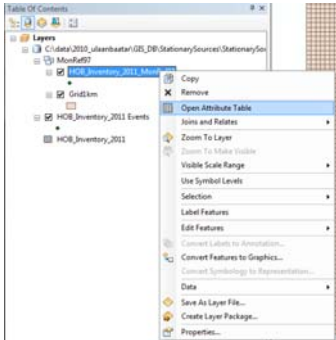 Table Of Contents
Layers
C:\data\2010_ulaanbaatar\GIS_DB\StationarySources\StationarySou
MonRef97
HOB_Inventory_2011_MonRef97
Grid1km
HOB_Inventory_2011 Events
HOB_Inventory_2011
Copy
Remove
Open Attribute Table
Joins and Relates
Zoom To Layer
Zoom To Make Visible
Visible Scale Range
Use Symbol Levels
Selection
Label Features
Edit Features
Convert Labels to Annotation...
Convert Features to Graphics...
Convert Symbology to Representation...
Data
Save As Layer File...
Create Layer Package...
Properties...